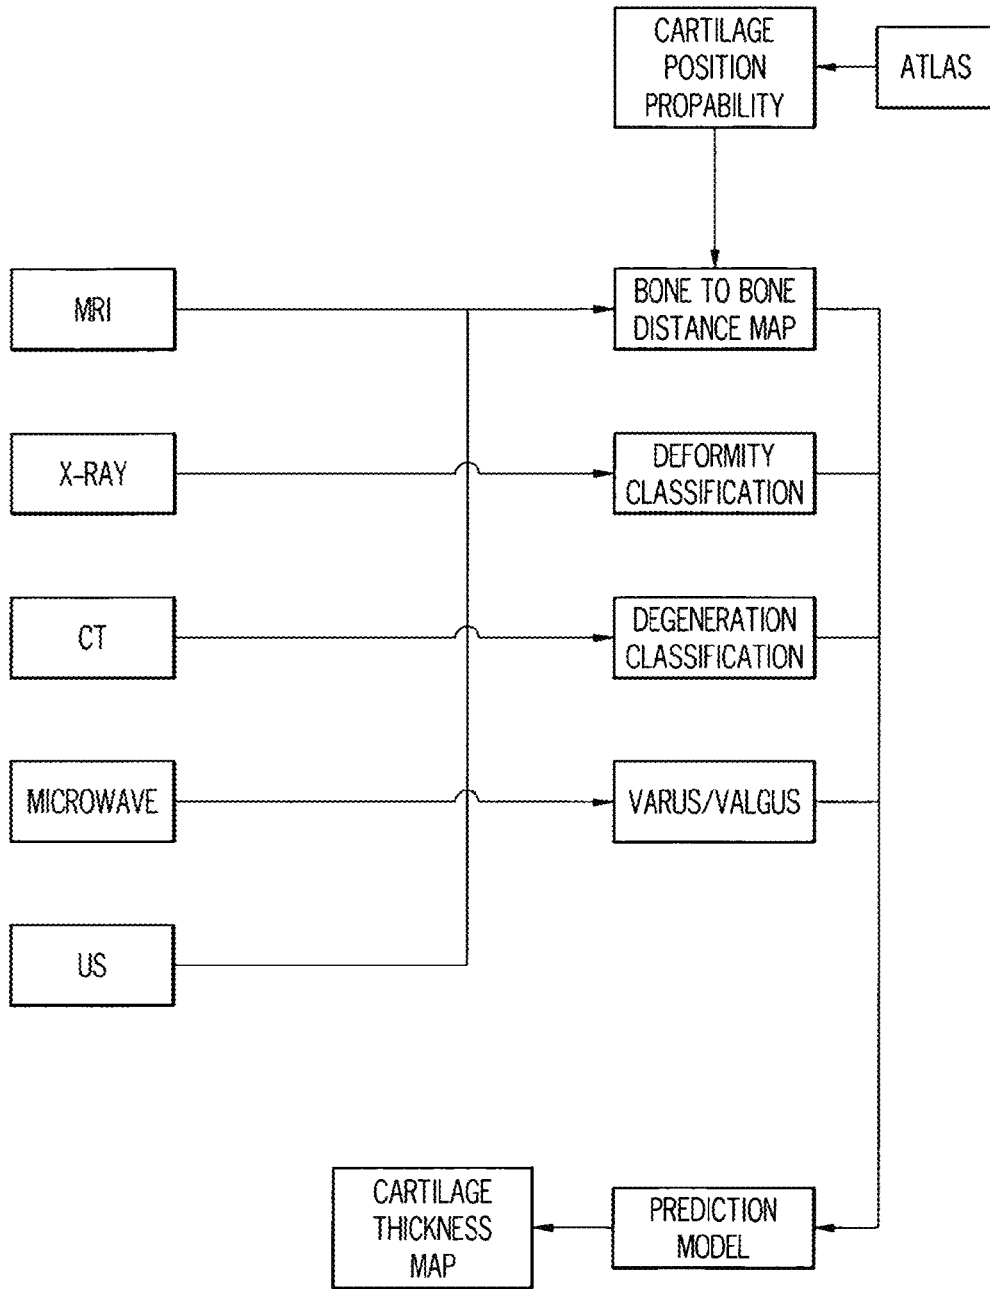 CARTILAGE
POSITION
PROPABILITY
ATLAS
MRI
BONE TO BONE
DISTANCE MAP
X-RAY
DEFORMITY
CLASSIFICATION
CT
DEGENERATION
CLASSIFICATION
MICROWAVE
VARUS/VALGUS
US
CARTILAGE
THICKNESS
MAP
PREDICTION
MODEL